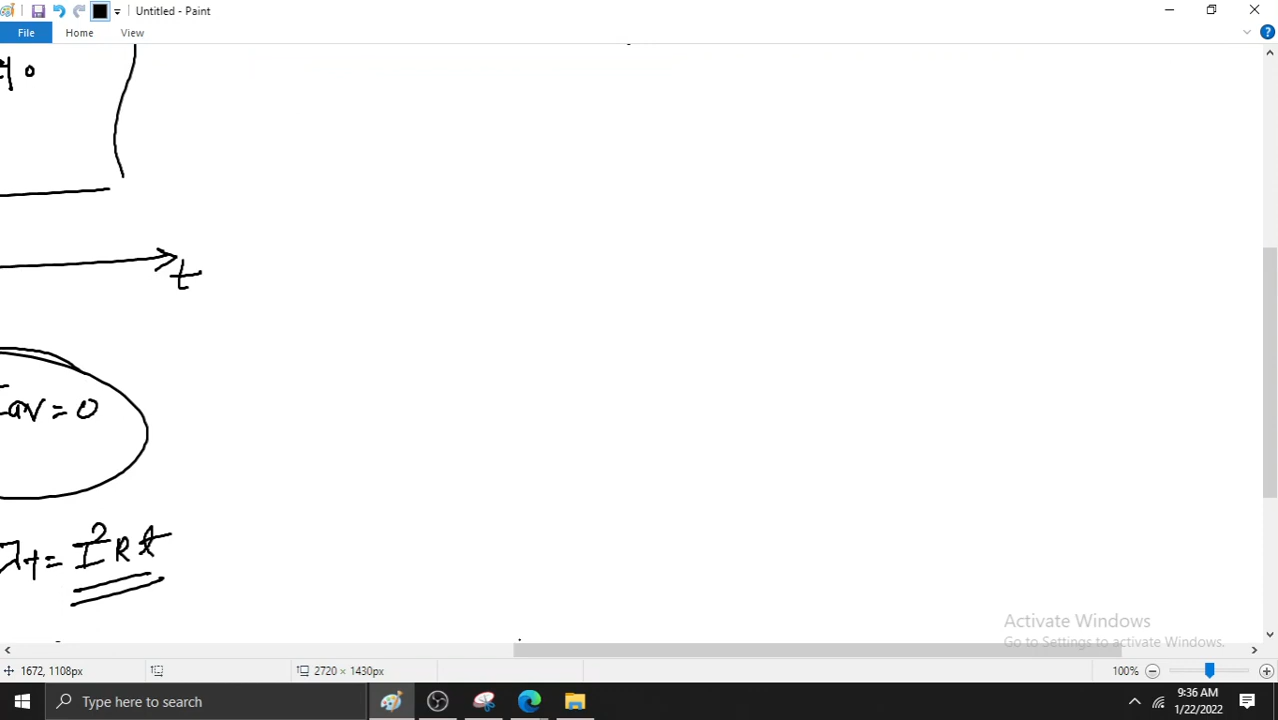 Untitled - Paint
File Home View
t
Iav = 0
= I²Rt
Activate Windows
Go to Settings to activate Windows.
1672, 1108px
2720 × 1430px
100%
Type here to search
9:36 AM
1/22/2022